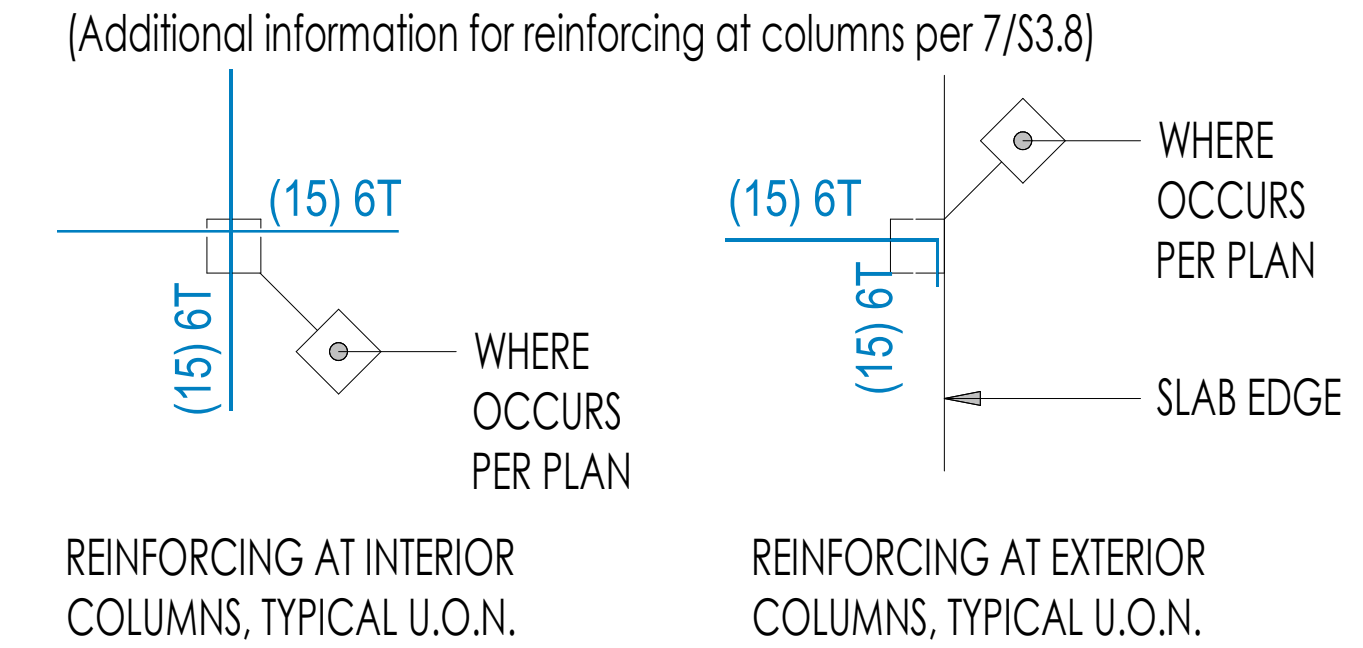 (Additional information for reinforcing at columns per 7/S3.8)
(15) 6T
(15) 6T
WHERE
OCCURS
PER PLAN
REINFORCING AT INTERIOR
COLUMNS, TYPICAL U.O.N.
(15) 6T
(15) 6T
WHERE
OCCURS
PER PLAN
SLAB EDGE
REINFORCING AT EXTERIOR
COLUMNS, TYPICAL U.O.N.